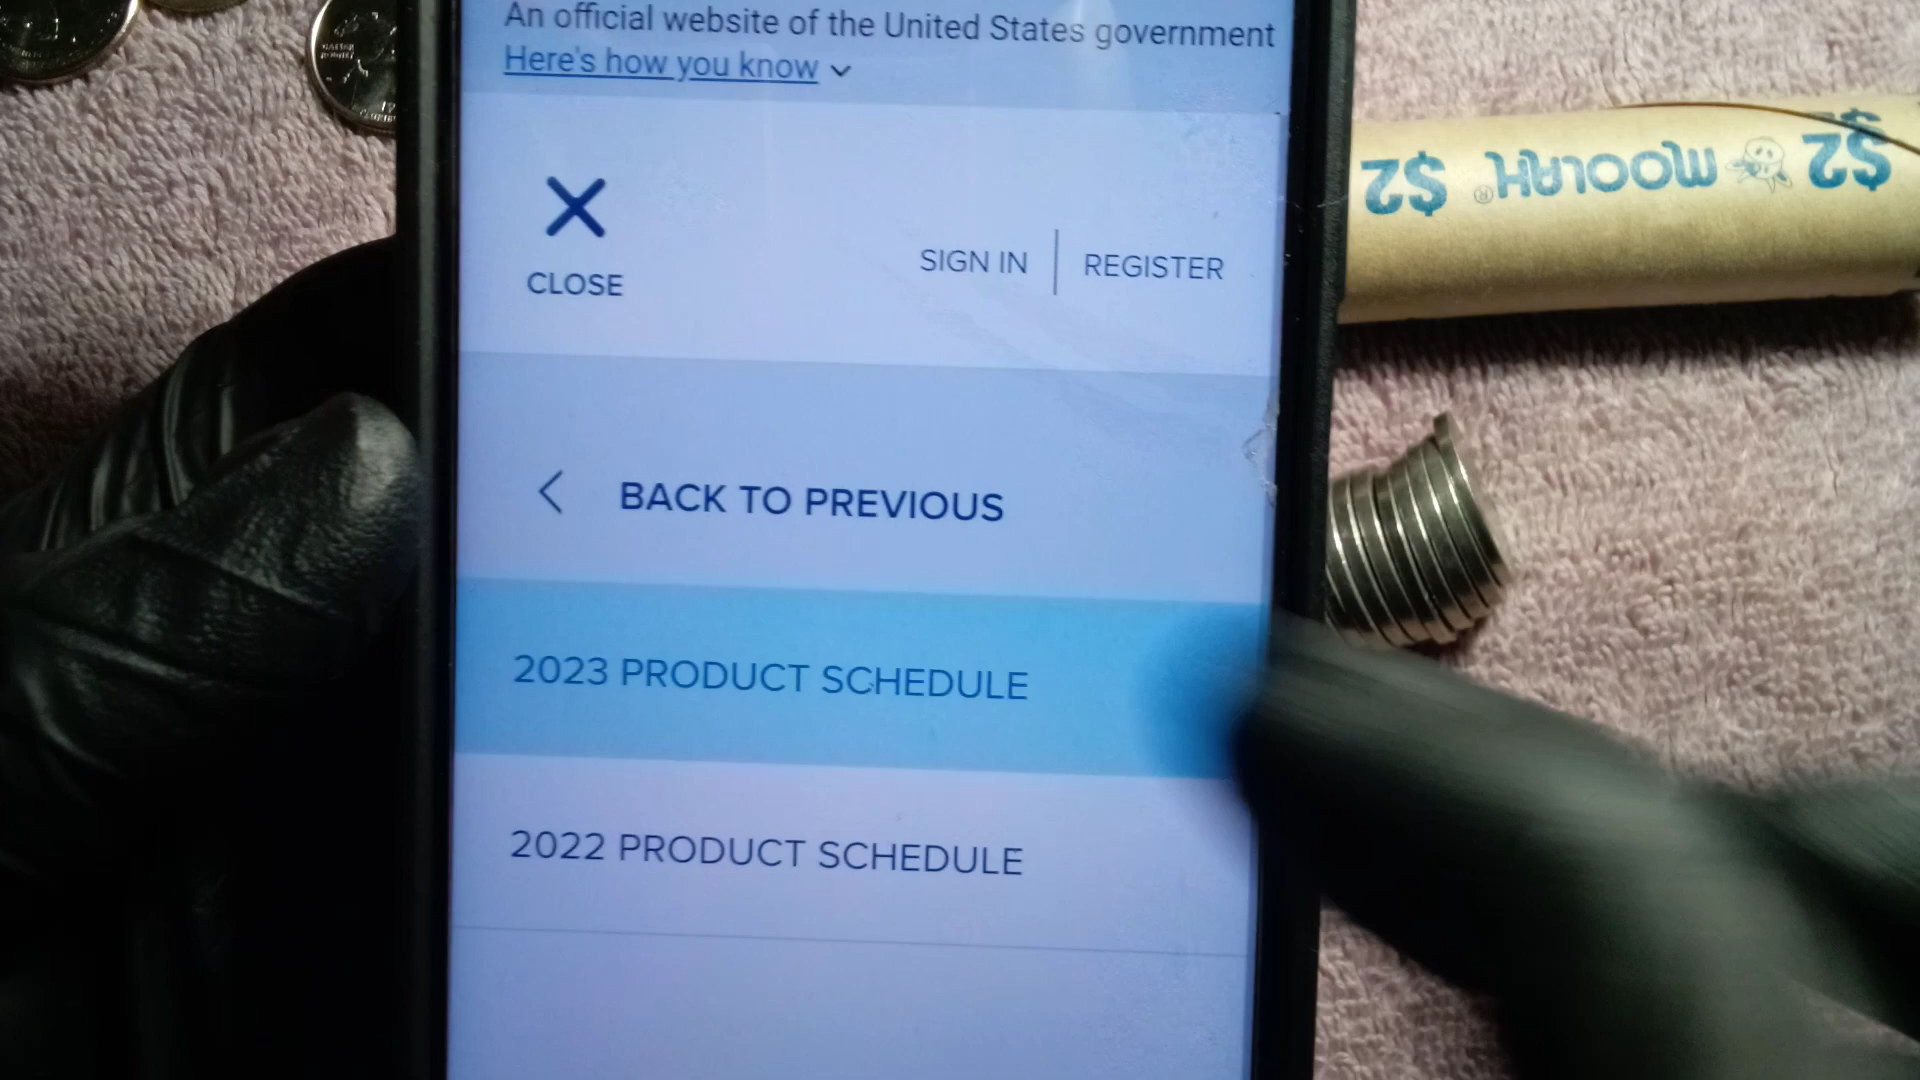 An official website of the United States government
Here's how you know
CLOSE
SIGN IN
REGISTER
BACK TO PREVIOUS
2023 PRODUCT SCHEDULE
2022 PRODUCT SCHEDULE
$2 MOOLAH® $2